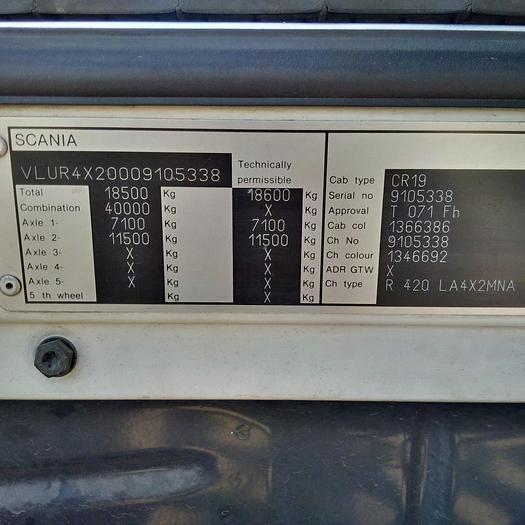 SCANIA
VLUR4X20009105338 Technically permissible
Total 18500 Kg 18600 Kg
Combination 40000 Kg X Kg
Axle 1- 7100 Kg 7100 Kg
Axle 2- 11500 Kg 11500 Kg
Axle 3- X Kg X Kg
Axle 4- X Kg X Kg
Axle 5- X Kg X Kg
5 th wheel Kg X Kg
Cab type CR19
Serial no 9105338
Approval T 071 Fh
Cab col 1366386
Ch No 9105338
Ch colour 1346692
ADR GTW X
Ch type R 420 LA4X2MNA